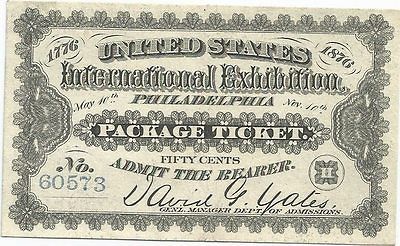 1776 UNITED STATES 1876
International Exhibition,
May 10th PHILADELPHIA Nov. 10th
PACKAGE TICKET.
FIFTY CENTS
No. ADMIT THE BEARER. H
60573
David G. Yates.
GENL. MANAGER DEPT OF ADMISSIONS.